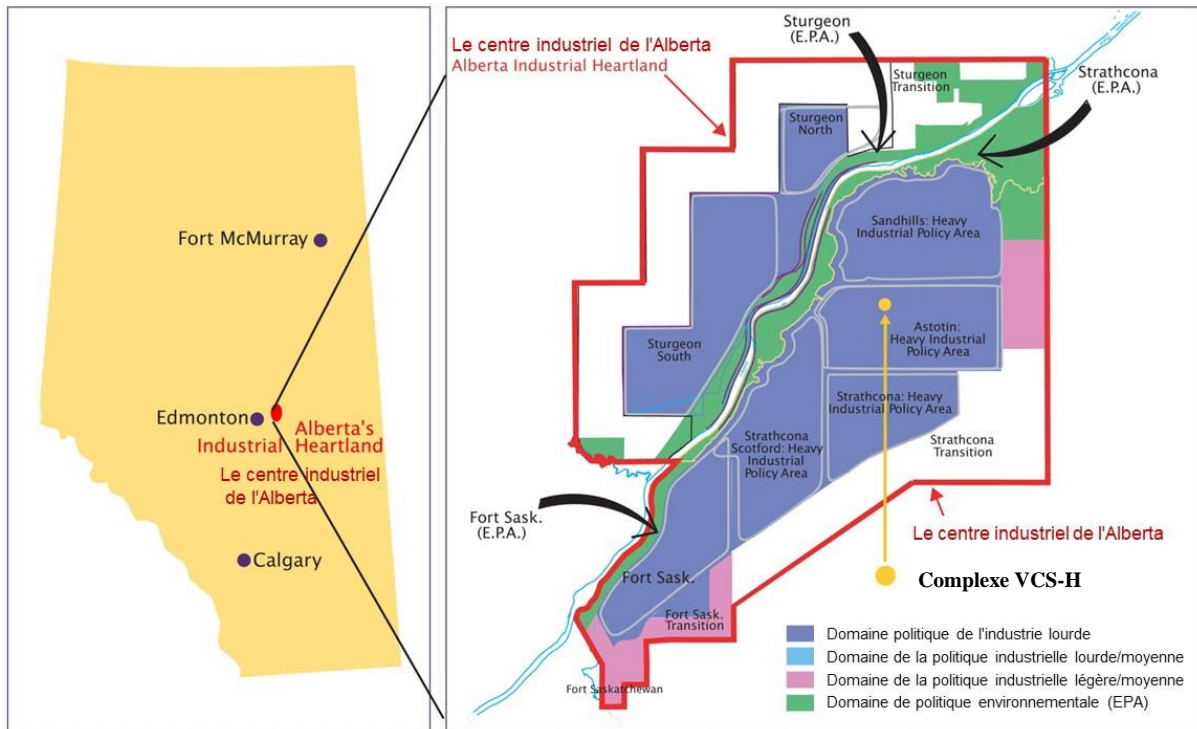 Fort McMurray
Edmonton
Industrial
Alberta's
Heartland
Le centre industriel
de l'Alberta
Calgary
Le centre industriel de l'Alberta
Alberta Industrial Heartland
Sturgeon
(E.P.A.)
Strathcona
(E.P.A.)
Sturgeon
Transition
Sturgeon
North
Sandhills: Heavy
Industrial Policy Area
Astotin:
Heavy Industrial
Policy Area
Sturgeon
South
Strathcona: Heavy
Industrial Policy Area
Strathcona
Scotford: Heavy
Industrial
Policy Area
Strathcona
Transition
Fort Sask.
(E.P.A.)
Le centre industriel de l'Alberta
Fort Sask.
Complexe VCS-H
Fort Sask.
Transition
Fort Saskatchewan
Domaine politique de l'industrie lourde
Domaine de la politique industrielle lourde/moyenne
Domaine de la politique industrielle légère/moyenne
Domaine de politique environnementale (EPA)